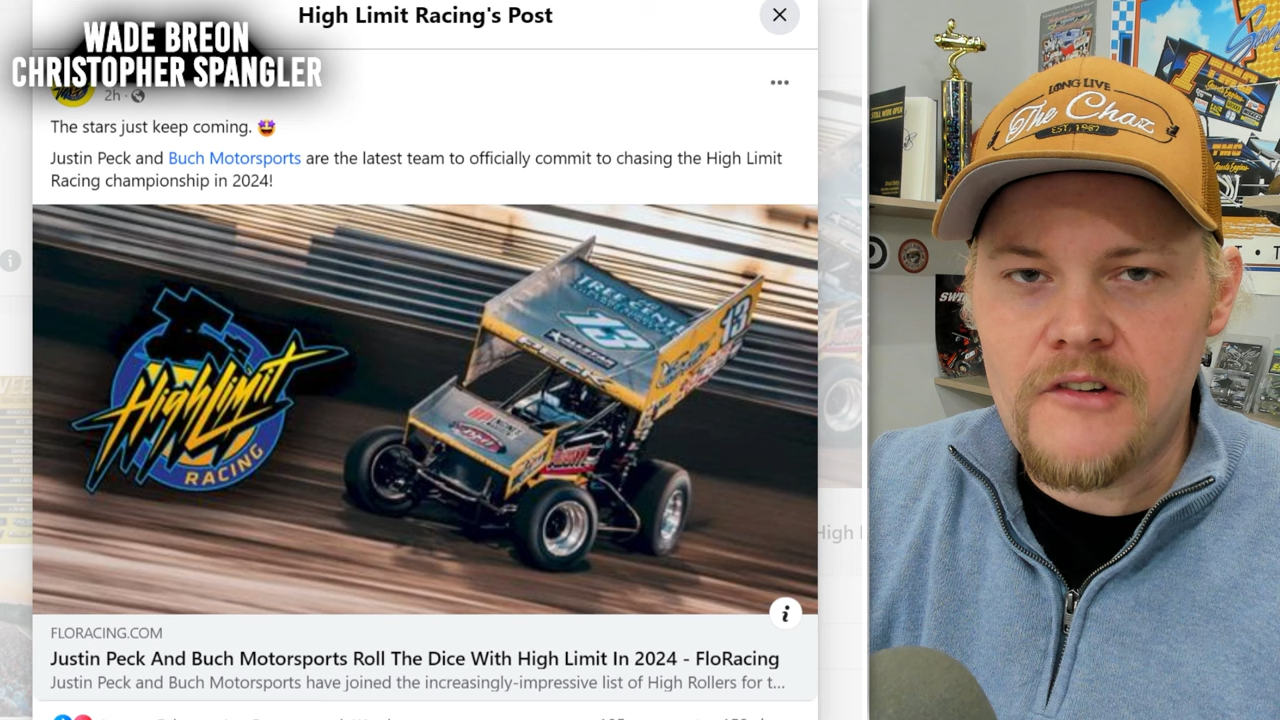 High Limit Racing's Post
WADE BREON
CHRISTOPHER SPANGLER
2h
The stars just keep coming.
Justin Peck and Buch Motorsports are the latest team to officially commit to chasing the High Limit
Racing championship in 2024!
13
PECK
13
HighLimit
RACING
i
FLORACING.COM
Justin Peck And Buch Motorsports Roll The Dice With High Limit In 2024 - FloRacing
Justin Peck and Buch Motorsports have joined the increasingly-impressive list of High Rollers for t...
High
LONG LIVE
The Chaz
EST. 1987
1